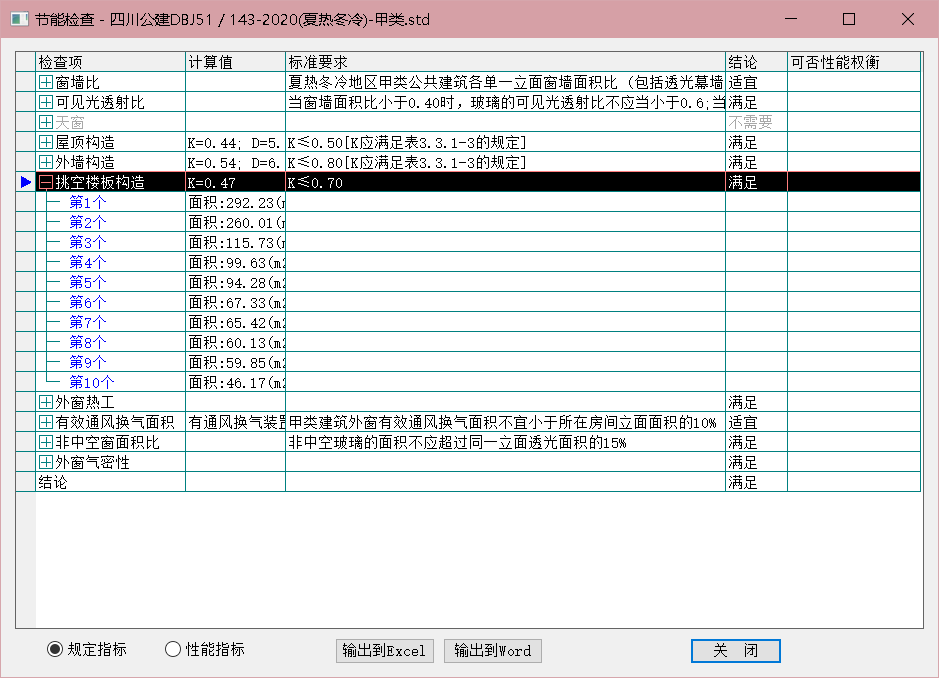 节能检查 - 四川公建DBJ51 / 143-2020(夏热冬冷)-甲类.std
检查项 计算值 标准要求 结论 可否性能权衡
窗墙比 夏热冬冷地区甲类公共建筑各单一立面窗墙面积比（包括透光幕墙 适宜
可见光透射比 当窗墙面积比小于0.40时，玻璃的可见光透射比不应当小于0.6;当 满足
天窗 不需要
屋顶构造 K=0.44; D=5. K≤0.50[K应满足表3.3.1-3的规定] 满足
外墙构造 K=0.54; D=6. K≤0.80[K应满足表3.3.1-3的规定] 满足
挑空楼板构造 K=0.47 K≤0.70 满足
第1个 面积:292.23(
第2个 面积:260.01(
第3个 面积:115.73(
第4个 面积:99.63(m2
第5个 面积:94.28(m2
第6个 面积:67.33(m2
第7个 面积:65.42(m2
第8个 面积:60.13(m2
第9个 面积:59.85(m2
第10个 面积:46.17(m2
外窗热工 满足
有效通风换气面积 有通风换气装置 甲类建筑外窗有效通风换气面积不宜小于所在房间立面面积的10% 适宜
非中空窗面积比 非中空玻璃的面积不应超过同一立面透光面积的15% 满足
外窗气密性 满足
结论 满足
规定指标 性能指标 输出到Excel 输出到Word 关 闭